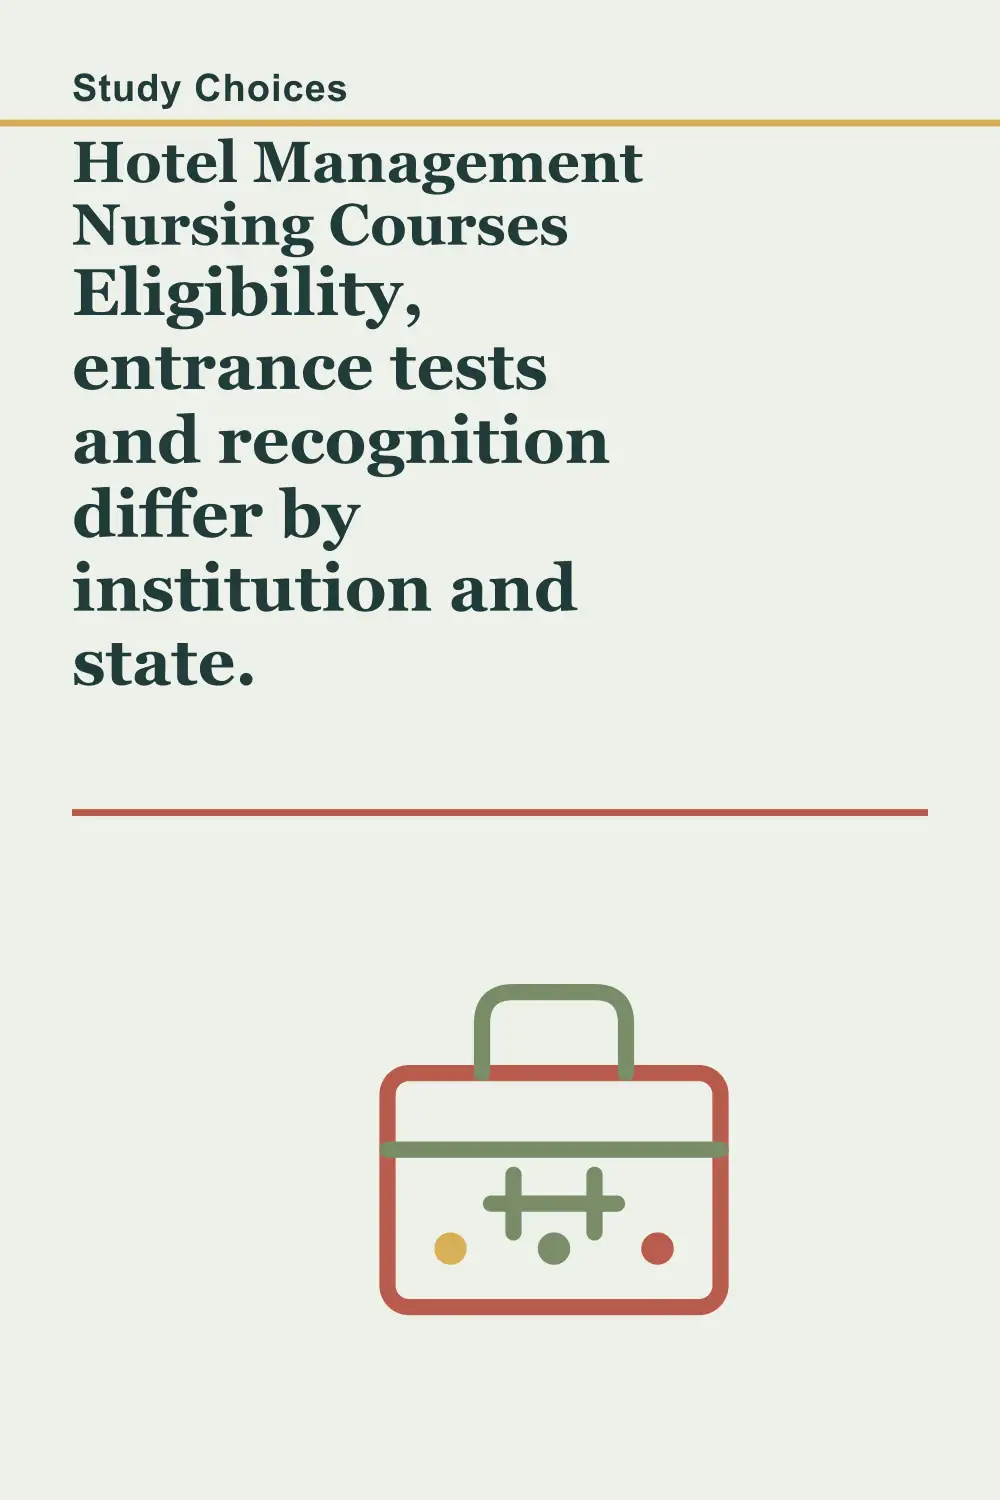 Study Choices
Hotel Management
Nursing Courses
Eligibility,
entrance tests
and recognition
differ by
institution and
state.